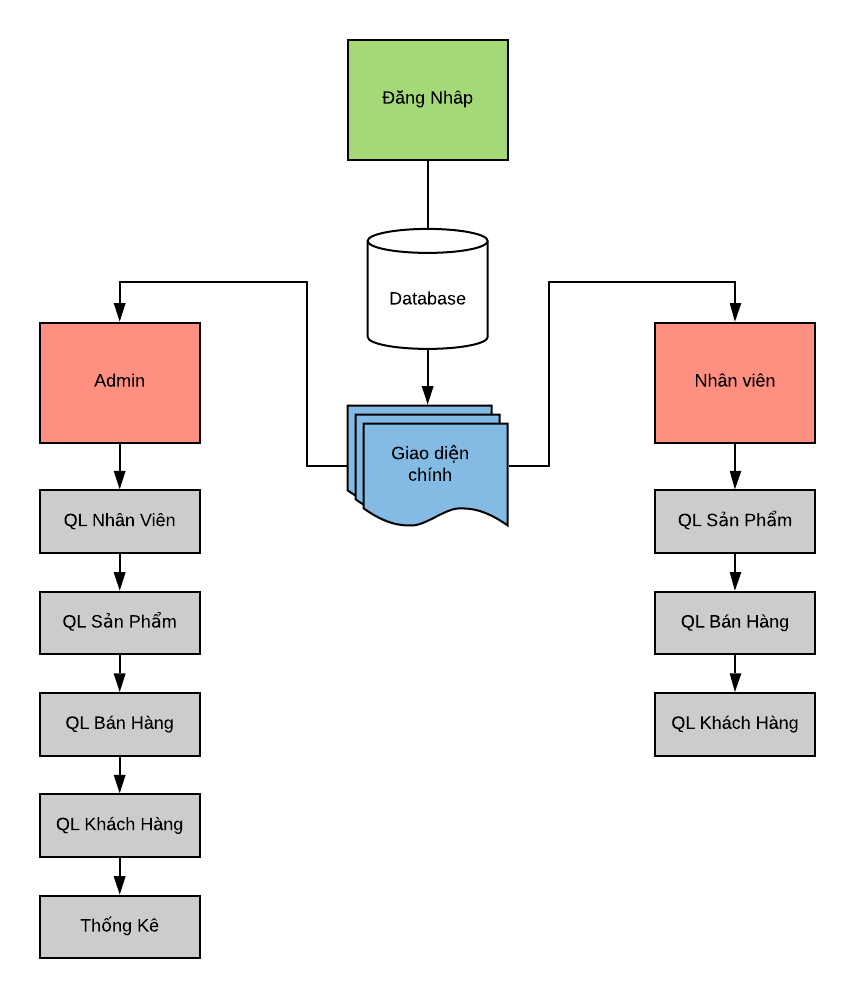 Đăng Nhâp
Database
Admin
Nhân viên
Giao diện
chính
QL Nhân Viên
QL Sản Phẩm
QL Sản Phẩm
QL Bán Hàng
QL Bán Hàng
QL Khách Hàng
QL Khách Hàng
Thống Kê